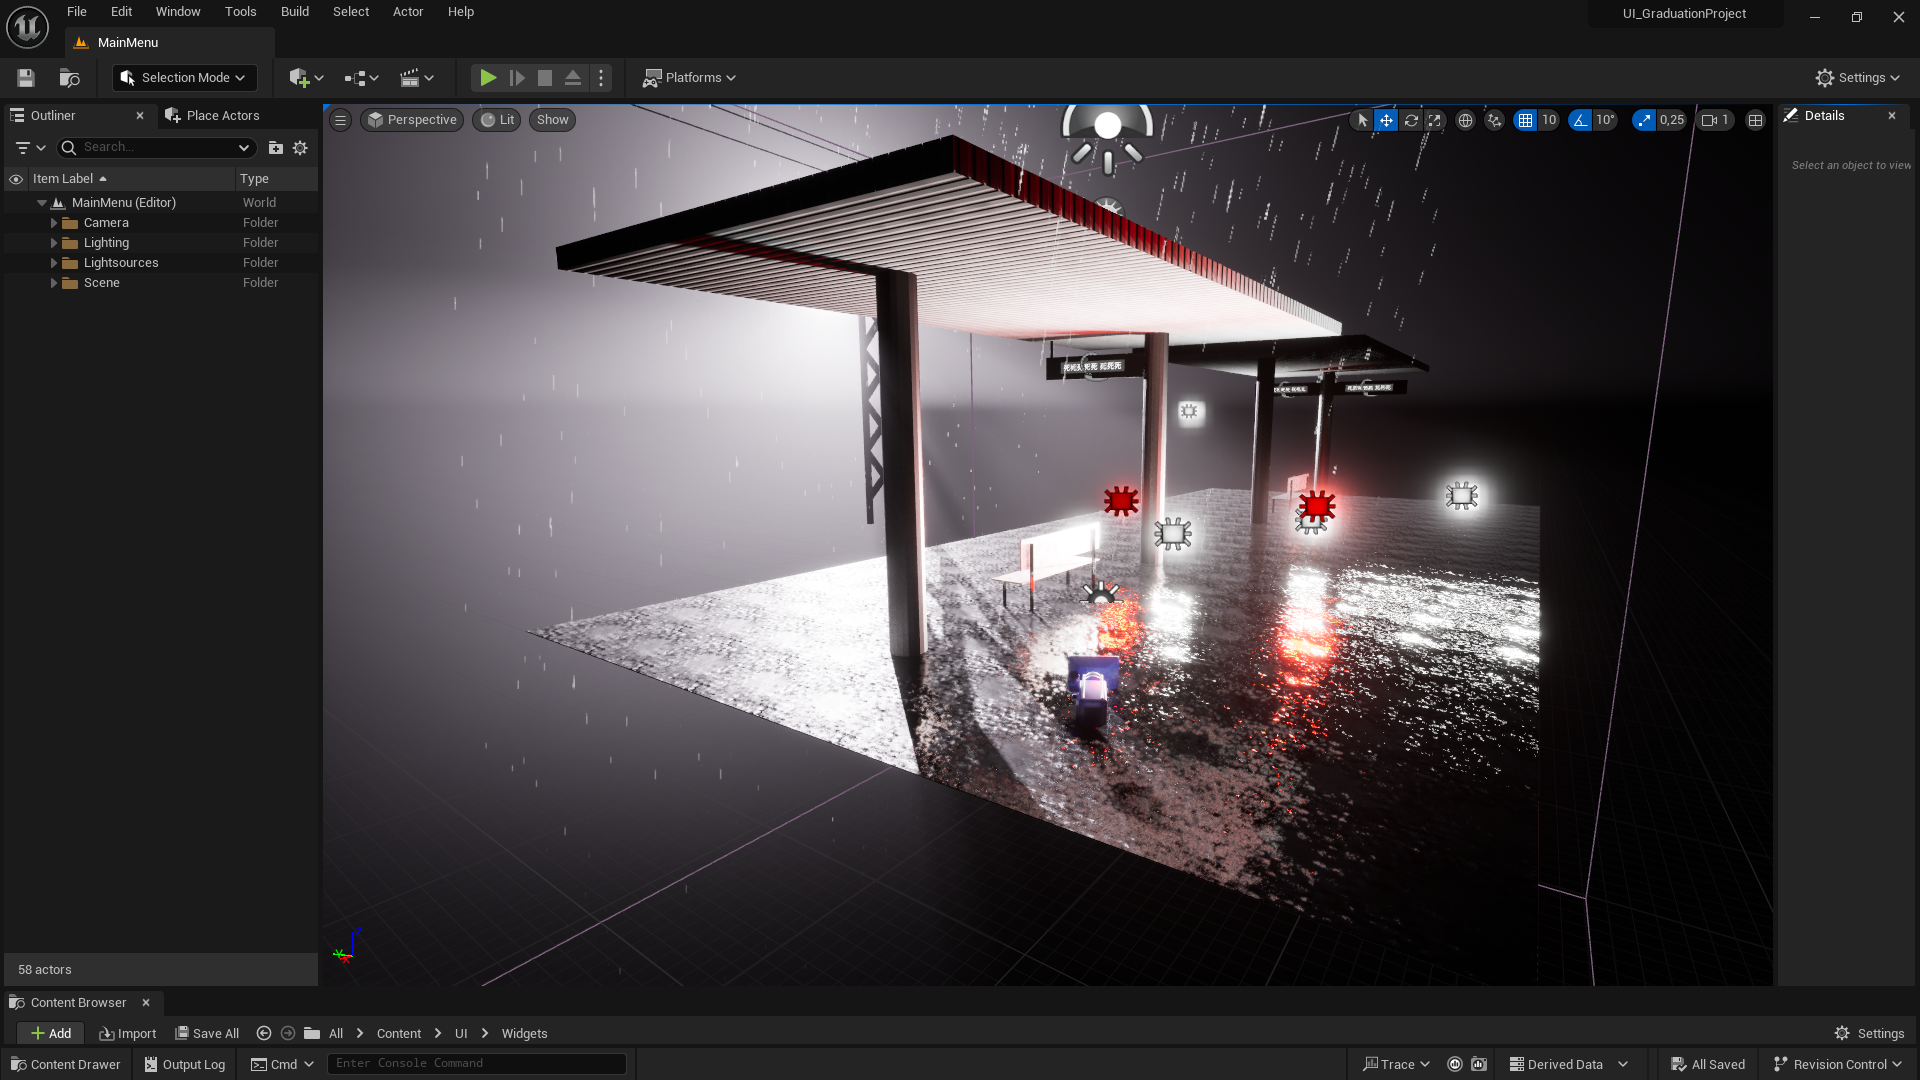 File Edit Window Tools Build Select Actor Help
UI_GraduationProject
MainMenu
Selection Mode
Platforms
Settings
Outliner
Place Actors
Perspective
Lit
Show
10
10°
0,25
1
Details
Search...
Select an object to view
Item Label
Type
MainMenu (Editor) World
Camera Folder
Lighting Folder
Lightsources Folder
Scene Folder
58 actors
Content Browser
Add
Import
Save All
All
Content
UI
Widgets
Settings
Content Drawer
Output Log
Cmd
Enter Console Command
Trace
Derived Data
All Saved
Revision Control